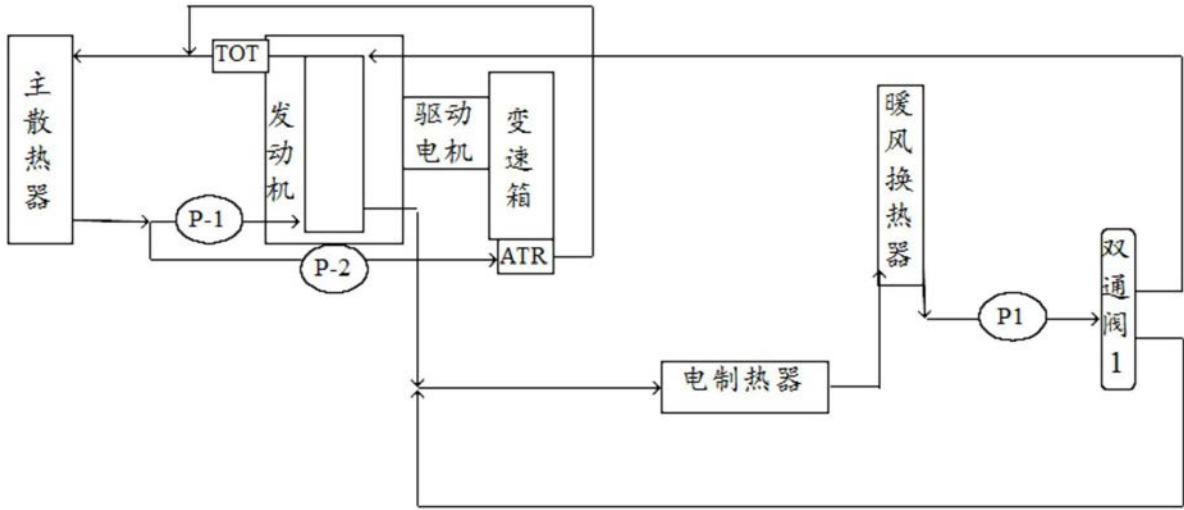 主散热器
TOT
发动机
驱动
电机
变速箱
P-1
P-2
ATR
暖风换热器
P1
双通阀1
电制热器